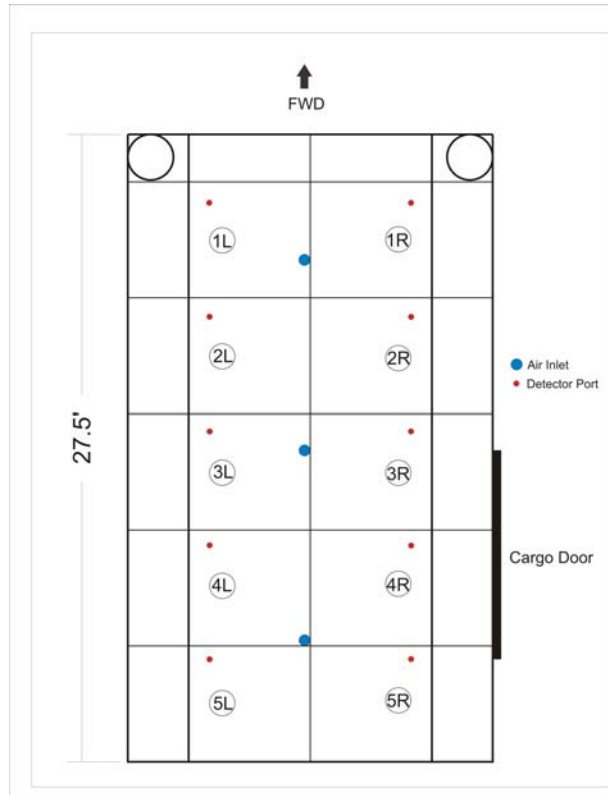 FWD
1L 1R
2L 2R
Air Inlet
Detector Port
27.5'
3L 3R
Cargo Door
4L 4R
5L 5R